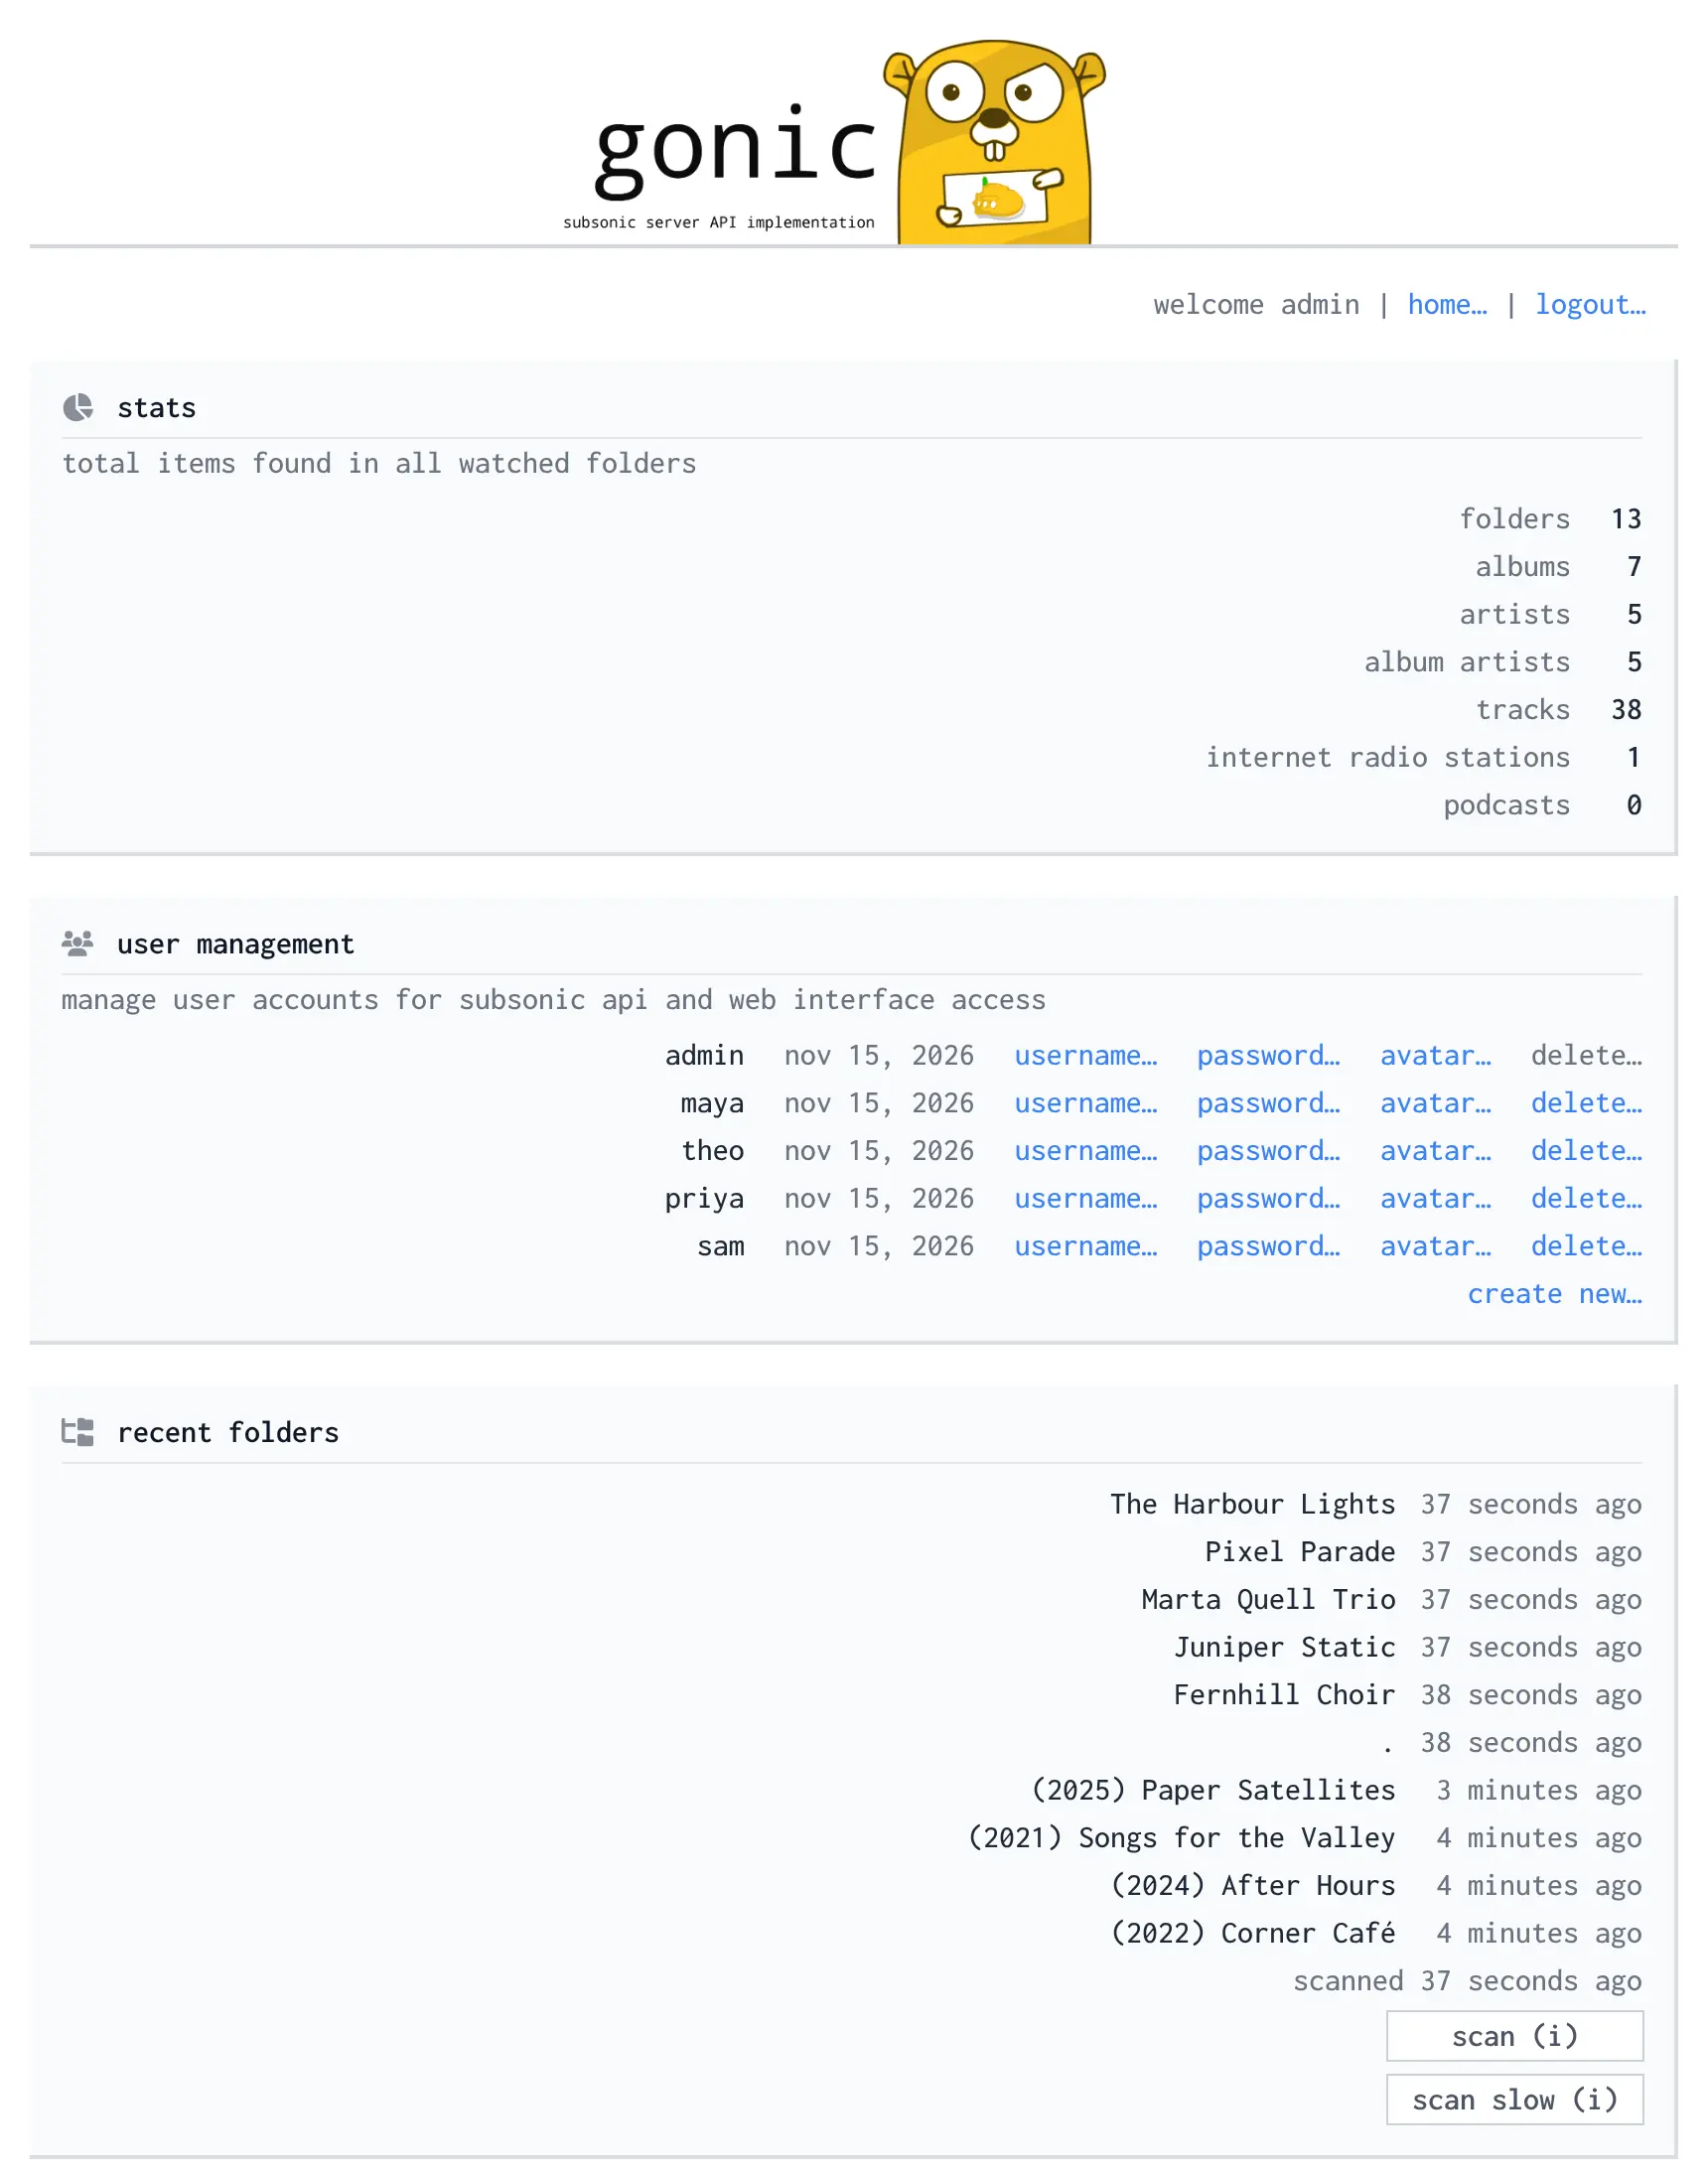 gonic
subsonic server API implementation
welcome admin | home… | logout…
stats
total items found in all watched folders
folders 13
albums 7
artists 5
album artists 5
tracks 38
internet radio stations 1
podcasts 0
user management
manage user accounts for subsonic api and web interface access
admin nov 15, 2026 username… password… avatar… delete…
maya nov 15, 2026 username… password… avatar… delete…
theo nov 15, 2026 username… password… avatar… delete…
priya nov 15, 2026 username… password… avatar… delete…
sam nov 15, 2026 username… password… avatar… delete…
create new…
recent folders
The Harbour Lights 37 seconds ago
Pixel Parade 37 seconds ago
Marta Quell Trio 37 seconds ago
Juniper Static 37 seconds ago
Fernhill Choir 38 seconds ago
. 38 seconds ago
(2025) Paper Satellites 3 minutes ago
(2021) Songs for the Valley 4 minutes ago
(2024) After Hours 4 minutes ago
(2022) Corner Café 4 minutes ago
scanned 37 seconds ago
scan (i)
scan slow (i)